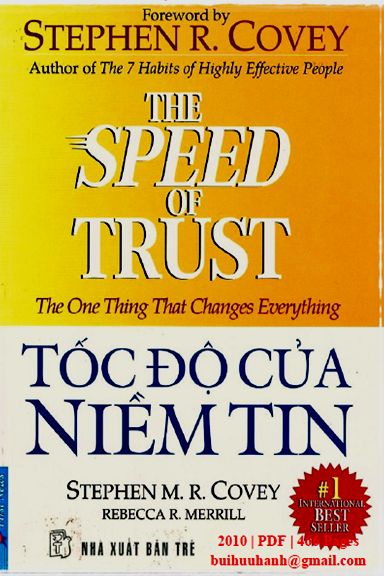 Foreword by
STEPHEN R. COVEY
Author of The 7 Habits of Highly Effective People
THE
SPEED
OF
TRUST
The One Thing That Changes Everything
TỐC ĐỘ CỦA
NIỀM TIN
STEPHEN M. R. COVEY
REBECCA R. MERRILL
#1
INTERNATIONAL
BEST
SELLER
NHÀ XUẤT BẢN TRẺ
2010 | PDF |
buihuuhanh@gmail.com